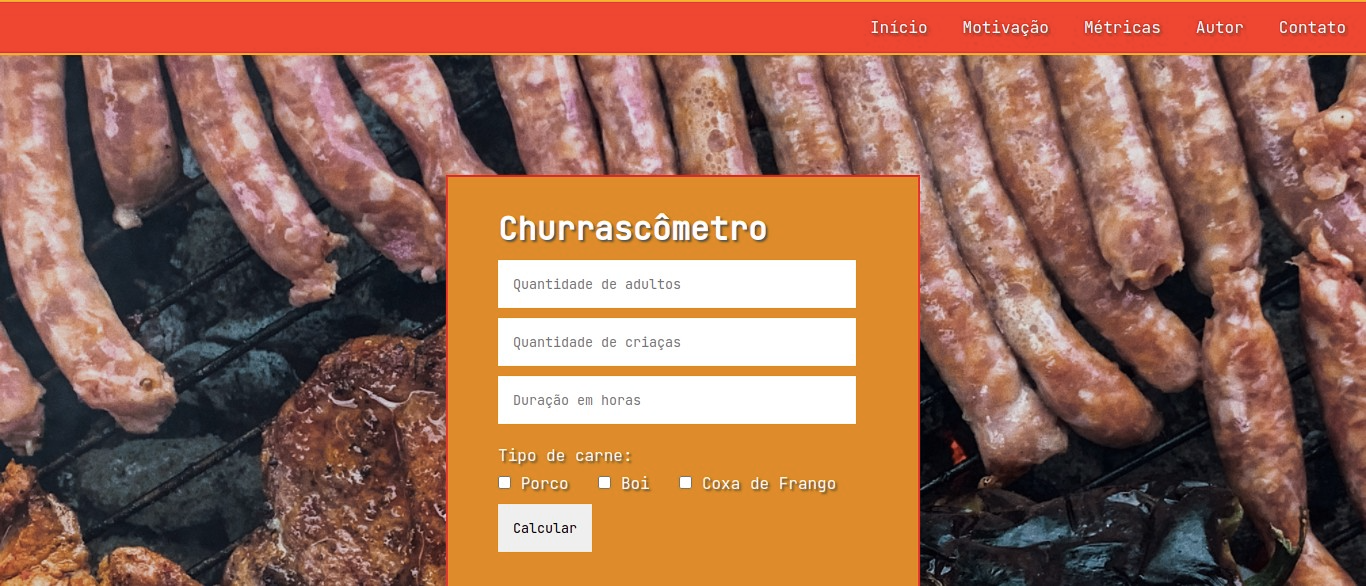 Início Motivação Métricas Autor Contato
Churrascômetro
Quantidade de adultos
Quantidade de criaças
Duração em horas
Tipo de carne:
Porco Boi Coxa de Frango
Calcular